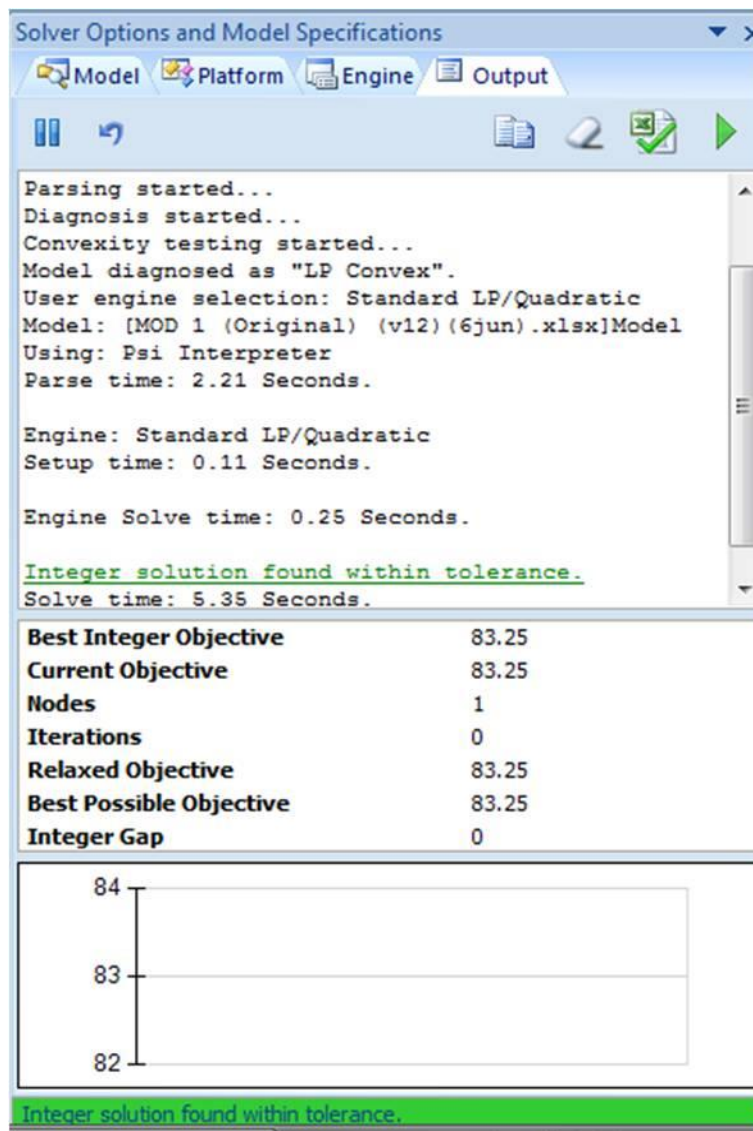 Solver Options and Model Specifications
Model Platform Engine Output
Parsing started...
Diagnosis started...
Convexity testing started...
Model diagnosed as "LP Convex".
User engine selection: Standard LP/Quadratic
Model: [MOD 1 (Original) (v12)(6jun).xlsx]Model
Using: Psi Interpreter
Parse time: 2.21 Seconds.
Engine: Standard LP/Quadratic
Setup time: 0.11 Seconds.
Engine Solve time: 0.25 Seconds.
Integer solution found within tolerance.
Solve time: 5.35 Seconds.
Best Integer Objective 83.25
Current Objective 83.25
Nodes 1
Iterations 0
Relaxed Objective 83.25
Best Possible Objective 83.25
Integer Gap 0
84
83
82
Integer solution found within tolerance.